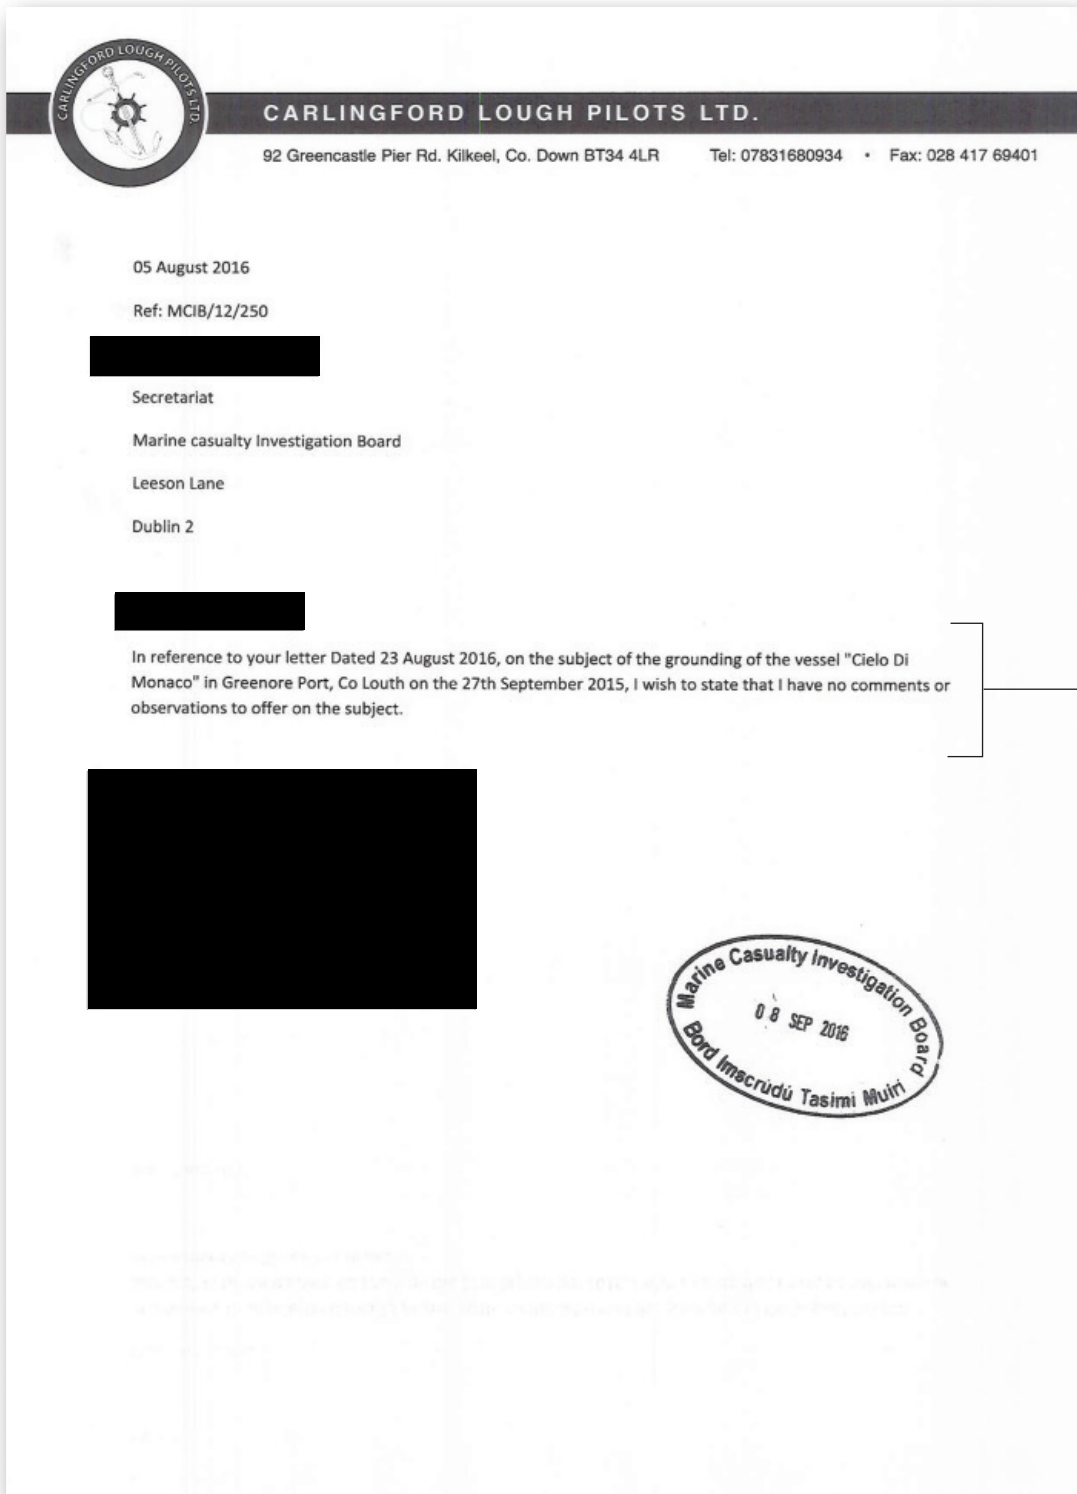 CARLINGFORD LOUGH PILOTS LTD.
CARLINGFORD LOUGH PILOTS LTD.
92 Greencastle Pier Rd. Kilkeel, Co. Down BT34 4LR Tel: 07831680934 • Fax: 028 417 69401
05 August 2016
Ref: MCIB/12/250
Secretariat
Marine casualty Investigation Board
Leeson Lane
Dublin 2
In reference to your letter Dated 23 August 2016, on the subject of the grounding of the vessel "Cielo Di
Monaco" in Greenore Port, Co Louth on the 27th September 2015, I wish to state that I have no comments or
observations to offer on the subject.
Marine Casualty Investigation Board
08 SEP 2016
Bord Imscrúdú Tasimi Muirí